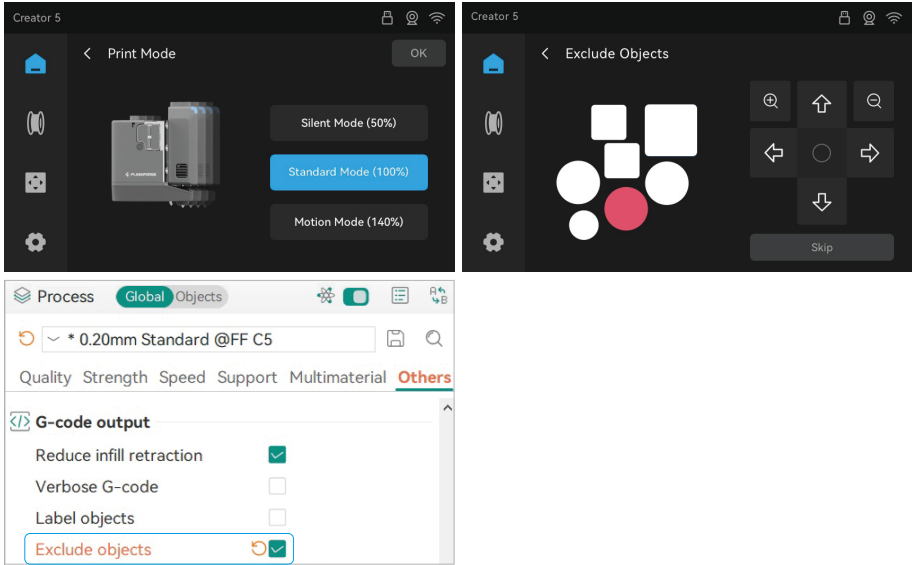 Creator 5
Print Mode
OK
FLASHFORGE
Silent Mode (50%)
Standard Mode (100%)
Motion Mode (140%)
Creator 5
Exclude Objects
Skip
Process
Global
Objects
A
B
* 0.20mm Standard @FF C5
Quality Strength Speed Support Multimaterial Others
</> G-code output
Reduce infill retraction
Verbose G-code
Label objects
Exclude objects